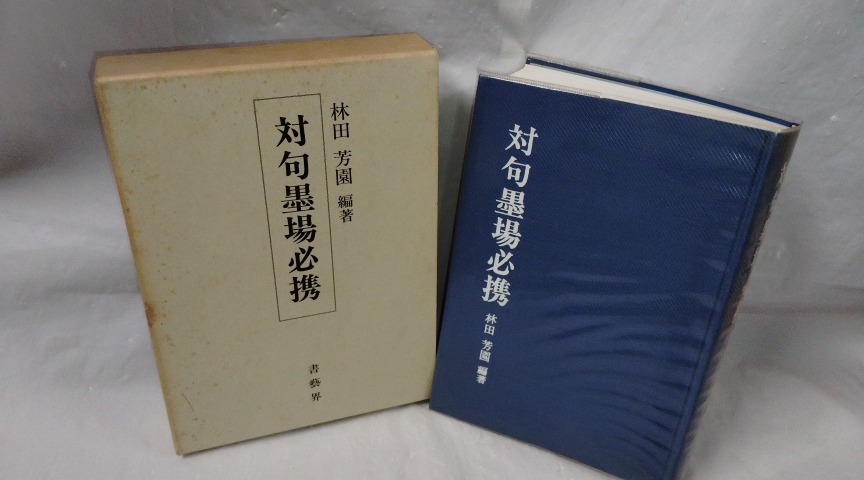 林田 芳園 編著
対句墨場必携
書藝界
対句墨場必携
林田 芳園 編著